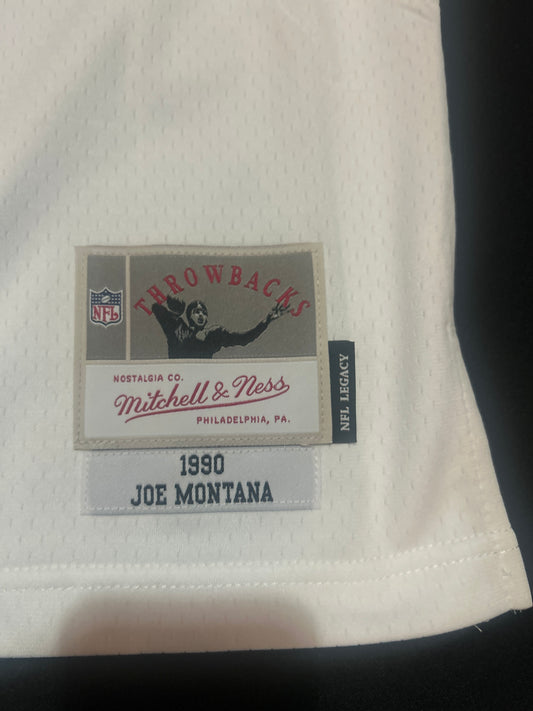 THROWBACKS
NFL
NOSTALGIA CO.
Mitchell & Ness
PHILADELPHIA, PA.
NFL LEGACY
1990
JOE MONTANA